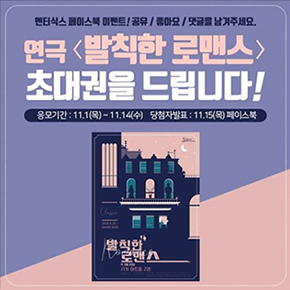 멘터식스 페이스북 이벤트! 공유 / 좋아요 / 댓글을 남겨주세요.
연극 <발칙한 로맨스>
초대권을 드립니다!
응모기간 : 11.1(목) ~ 11.14(수) 당첨자발표 : 11.15(목) 페이스북
발칙한
로맨스